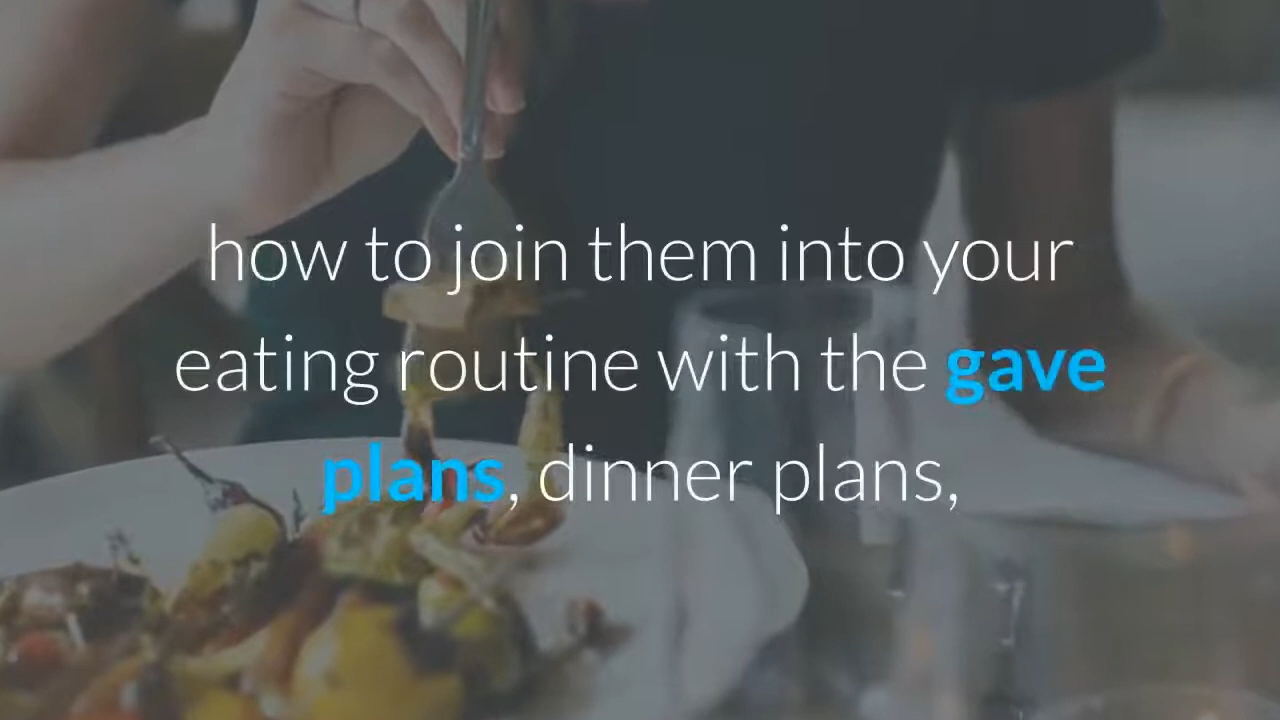 how to join them into your
eating routine with the gave
plans, dinner plans,